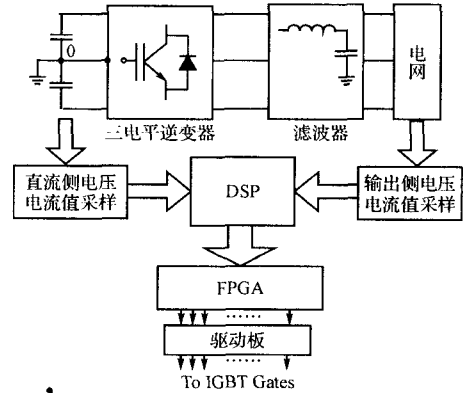 0
电
网
三电平逆变器
滤波器
直流侧电压
电流值采样
DSP
输出侧电压
电流值采样
FPGA
......
驱动板
......
To IGBT Gates